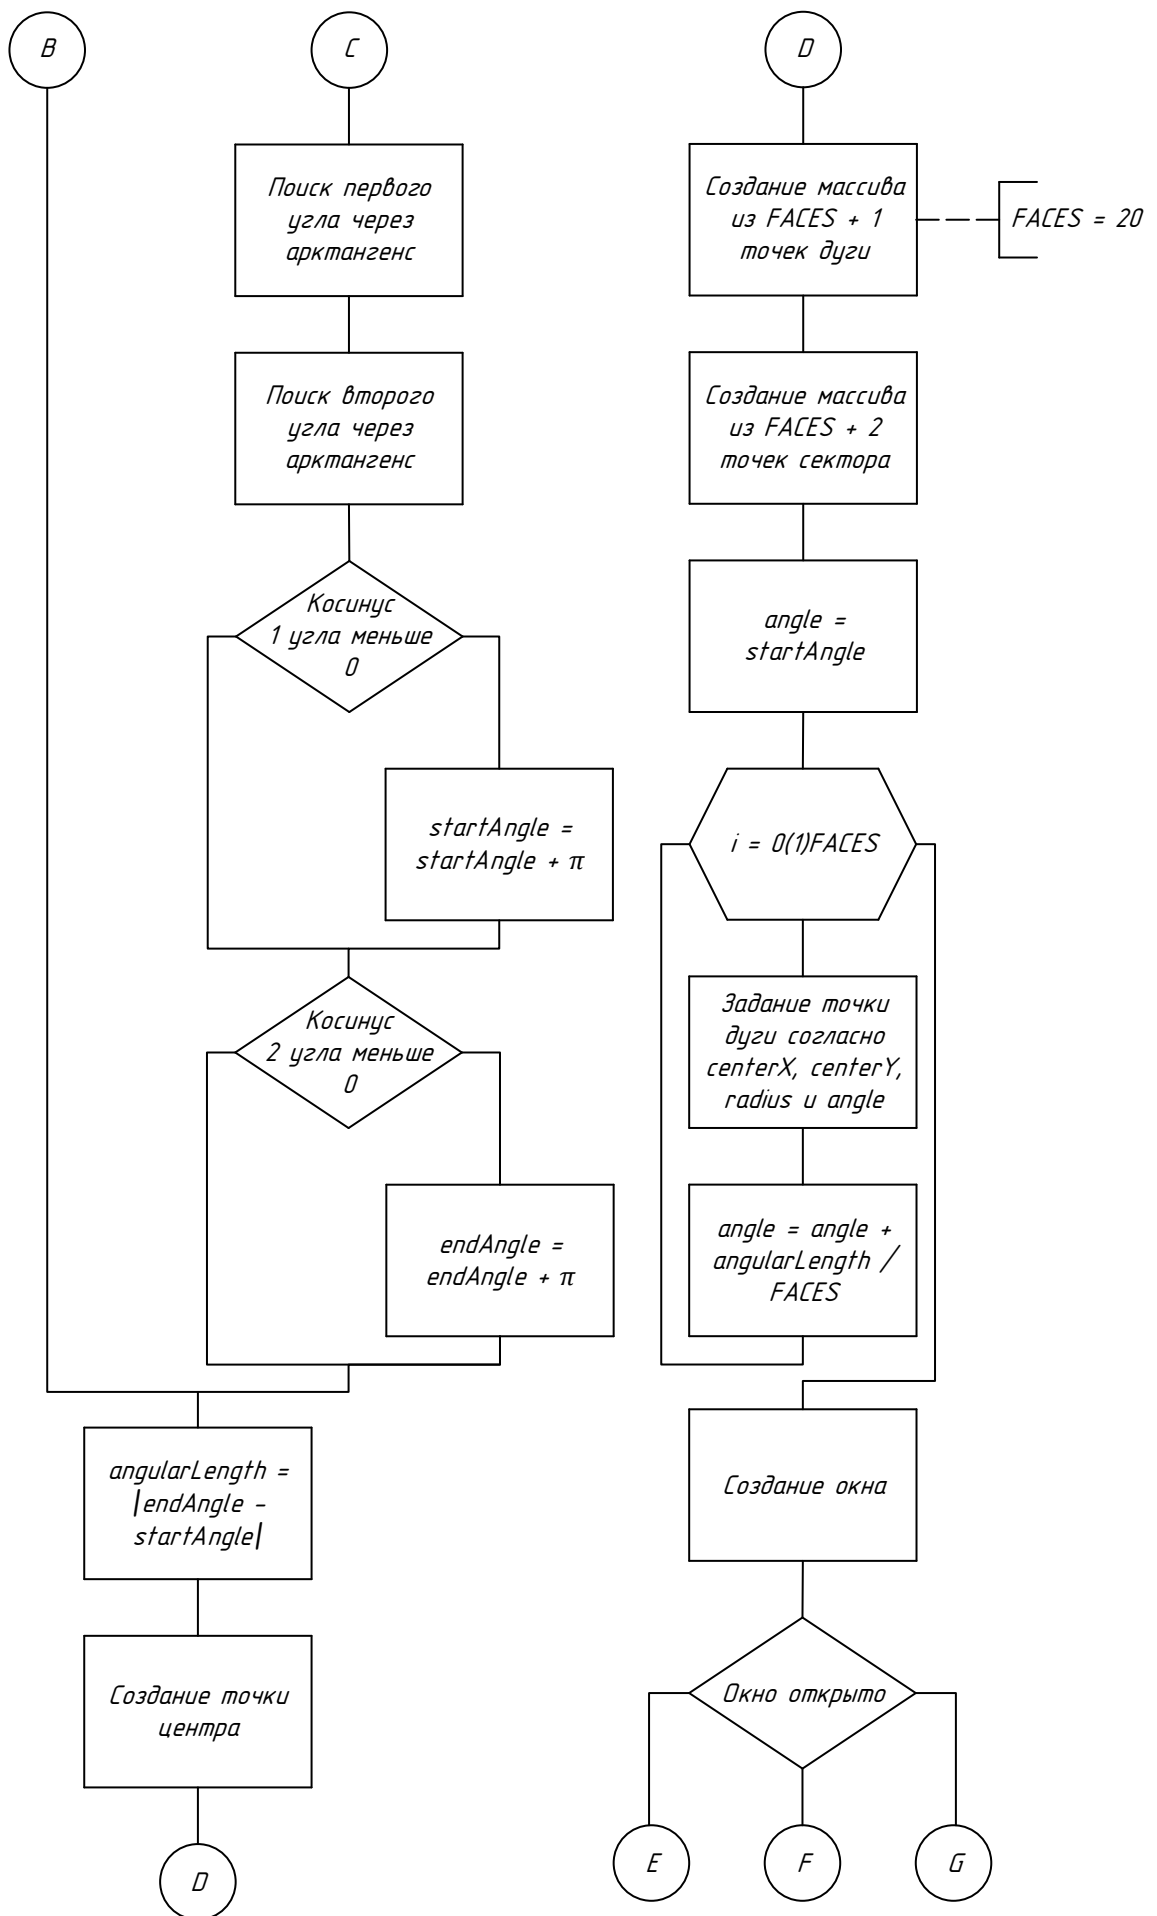 B
C
Поиск первого
угла через
арктангенс
Поиск второго
угла через
арктангенс
Косинус
1 угла меньше
0
startAngle =
startAngle + π
Косинус
2 угла меньше
0
endAngle =
endAngle + π
angularLength =
|endAngle -
startAngle|
Создание точки
центра
D
D
Создание массива
из FACES + 1
точек дуги
FACES = 20
Создание массива
из FACES + 2
точек сектора
angle =
startAngle
i = 0(1)FACES
Задание точки
дуги согласно
centerX, centerY,
radius и angle
angle = angle +
angularLength /
FACES
Создание окна
Окно открыто
E
F
G